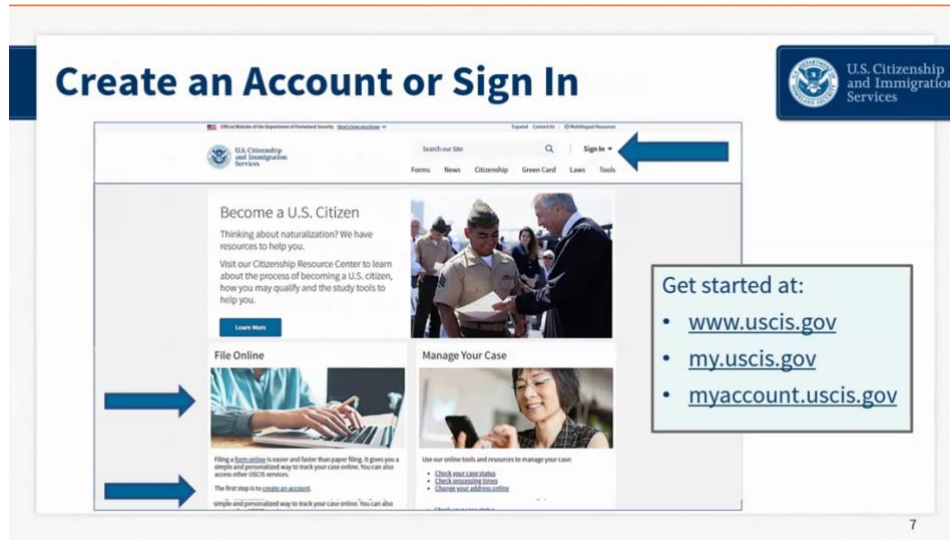 Create an Account or Sign In
U.S. Citizenship
and Immigration
Services
Official Website of the Department of Homeland Security Here's how you know
Español Contact Us Multilingual Resources
U.S. Citizenship
and Immigration
Services
Search our Site
Sign In
Forms News Citizenship Green Card Laws Tools
Become a U.S. Citizen
Thinking about naturalization? We have
resources to help you.
Visit our Citizenship Resource Center to learn
about the process of becoming a U.S. citizen,
how you may qualify and the study tools to
help you.
Learn More
File Online
Filing a form online is easier and faster than paper filing. It gives you a
simple and personalized way to track your case online. You can also
access other USCIS services.
The first step is to create an account.
simple and personalized way to track your case online. You can also
Manage Your Case
Use our online tools and resources to manage your case:
• Check your case status
• Check processing times
• Change your address online
Get started at:
• www.uscis.gov
• my.uscis.gov
• myaccount.uscis.gov
7